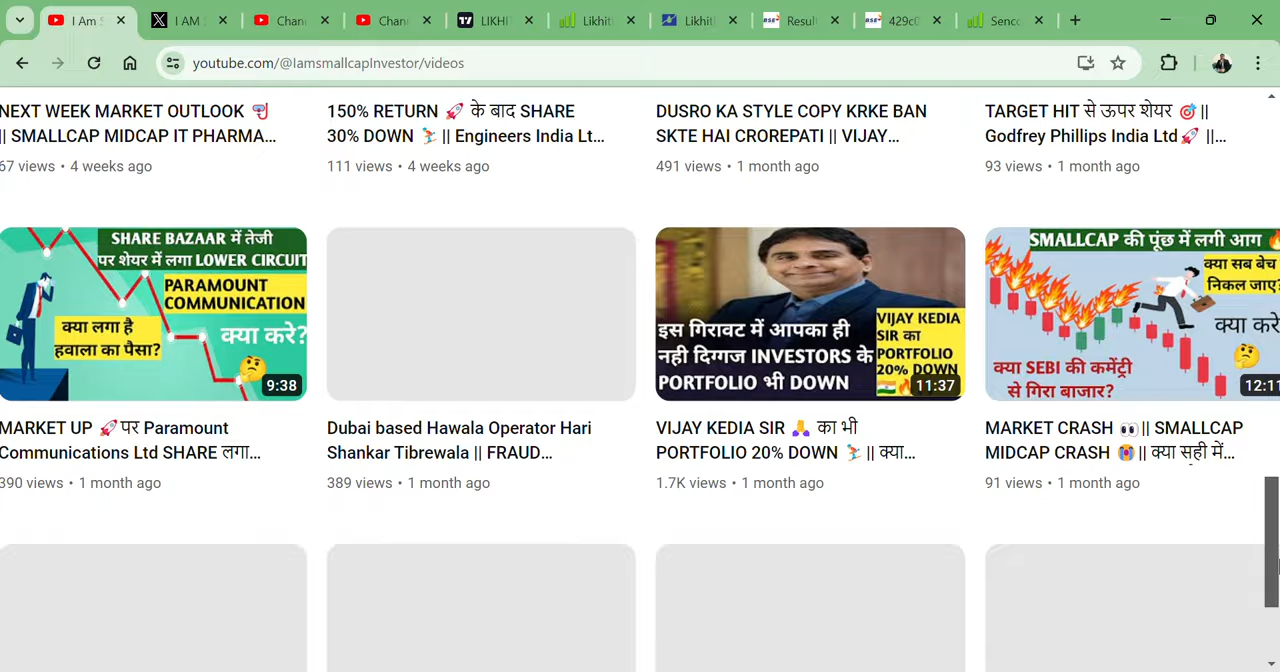 I Am S
I AM
Chan
Chan
LIKHI
Likhit
Likhitl
Resul
429c0
Senco
youtube.com/@IamsmallcapInvestor/videos
NEXT WEEK MARKET OUTLOOK 🤿
|| SMALLCAP MIDCAP IT PHARMA...
67 views • 4 weeks ago
150% RETURN 🚀 के बाद SHARE
30% DOWN ⛷️ || Engineers India Lt...
111 views • 4 weeks ago
DUSRO KA STYLE COPY KRKE BAN
SKTE HAI CROREPATI || VIJAY...
491 views • 1 month ago
TARGET HIT से ऊपर शेयर 🎯 ||
Godfrey Phillips India Ltd🚀 ||...
93 views • 1 month ago
SHARE BAZAAR में तेजी
पर शेयर में लगा LOWER CIRCUIT
PARAMOUNT
COMMUNICATION
क्या लगा है
हवाला का पैसा?
क्या करे?
9:38
इस गिरावट में आपका ही
नही दिग्गज INVESTORS के
PORTFOLIO भी DOWN
VIJAY KEDIA
SIR का
PORTFOLIO
20% DOWN
11:37
SMALLCAP की पूंछ में लगी आग 🔥
क्या सब बेच
निकल जाए?
क्या करे
क्या SEBI की कमेंट्री
से गिरा बाजार?
12:11
MARKET UP 🚀पर Paramount
Communications Ltd SHARE लगा...
390 views • 1 month ago
Dubai based Hawala Operator Hari
Shankar Tibrewala || FRAUD...
389 views • 1 month ago
VIJAY KEDIA SIR 🙏 का भी
PORTFOLIO 20% DOWN ⛷️ || क्या...
1.7K views • 1 month ago
MARKET CRASH 👀|| SMALLCAP
MIDCAP CRASH 😭|| क्या सही में...
91 views • 1 month ago